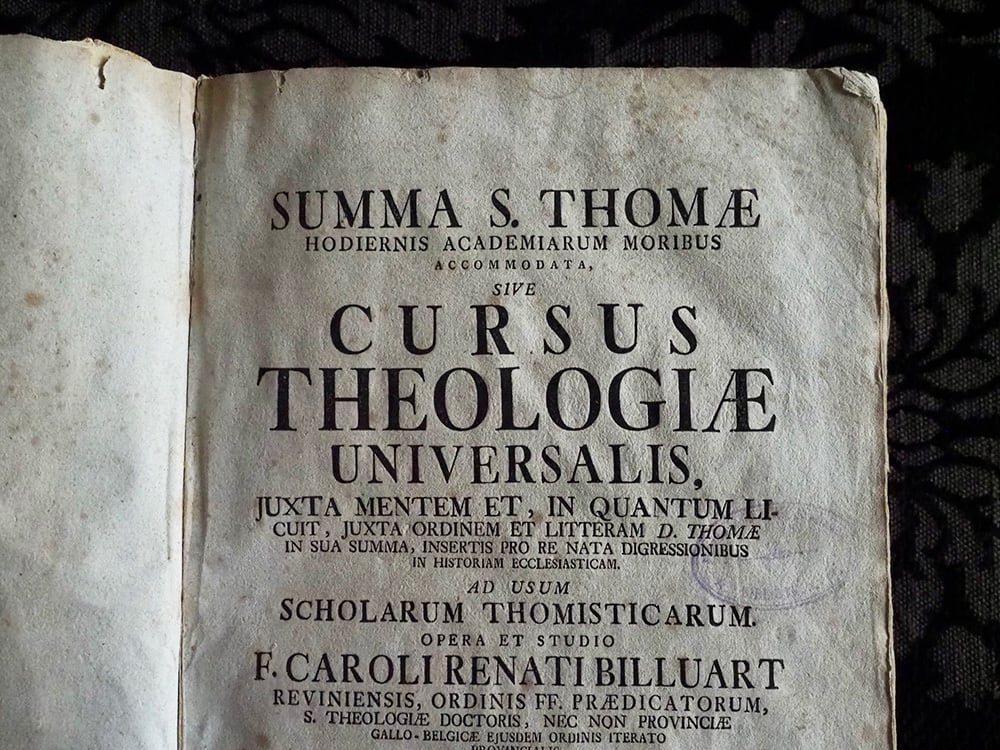 SUMMA S. THOMÆ
HODIERNIS ACADEMIARUM MORIBUS
ACCOMMODATA,
SIVE
CURSUS
THEOLOGIÆ
UNIVERSALIS,
JUXTA MENTEM ET, IN QUANTUM LI-
CUIT, JUXTA ORDINEM ET LITTERAM D. THOMÆ
IN SUA SUMMA, INSERTIS PRO RE NATA DIGRESSIONIBUS
IN HISTORIAM ECCLESIASTICAM.
AD USUM
SCHOLARUM THOMISTICARUM.
OPERA ET STUDIO
F. CAROLI RENATI BILLUART
REVINIENSIS, ORDINIS FF. PRÆDICATORUM,
S. THEOLOGIÆ DOCTORIS, NEC NON PROVINCIÆ
GALLO-BELGICÆ EJUSDEM ORDINIS ITERATO
PROVINCIALIS